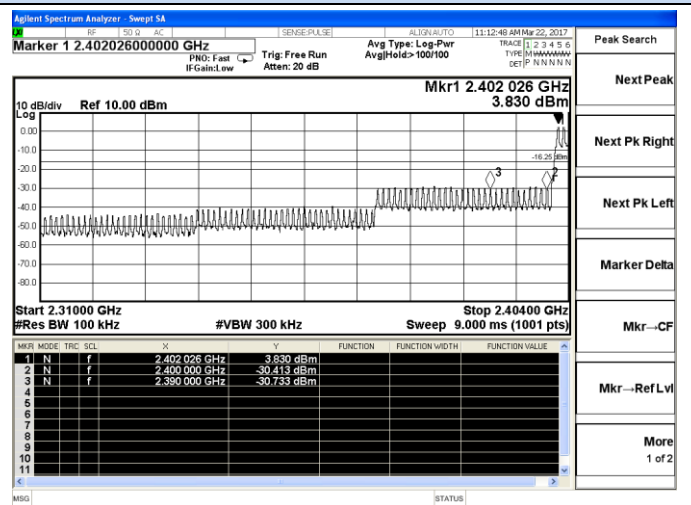 Agilent Spectrum Analyzer - Swept SA
RF 50 Ω AC SENSE:PULSE ALIGN AUTO 11:12:48 AM Mar 22, 2017
Marker 1 2.402026000000 GHz
PNO: Fast
IFGain:Low
Trig: Free Run
Atten: 20 dB
Avg Type: Log-Pwr
Avg|Hold:>100/100
TRACE 1 2 3 4 5 6
TYPE M WWWWW
DET P N N N N N
Mkr1 2.402 026 GHz
3.830 dBm
10 dB/div Ref 10.00 dBm
Log
0.00
-10.0
-20.0
-30.0
-40.0
-50.0
-60.0
-70.0
-80.0
-16.25 dBm
3
2
Start 2.31000 GHz Stop 2.40400 GHz
#Res BW 100 kHz #VBW 300 kHz Sweep 9.000 ms (1001 pts)
MKR MODE TRC SCL X Y FUNCTION FUNCTION WIDTH FUNCTION VALUE
1 N f 2.402 026 GHz 3.830 dBm
2 N f 2.400 000 GHz -30.413 dBm
3 N f 2.390 000 GHz -30.733 dBm
4
5
6
7
8
9
10
11
MSG STATUS
Peak Search
Next Peak
Next Pk Right
Next Pk Left
Marker Delta
Mkr→CF
Mkr→Ref Lvl
More
1 of 2